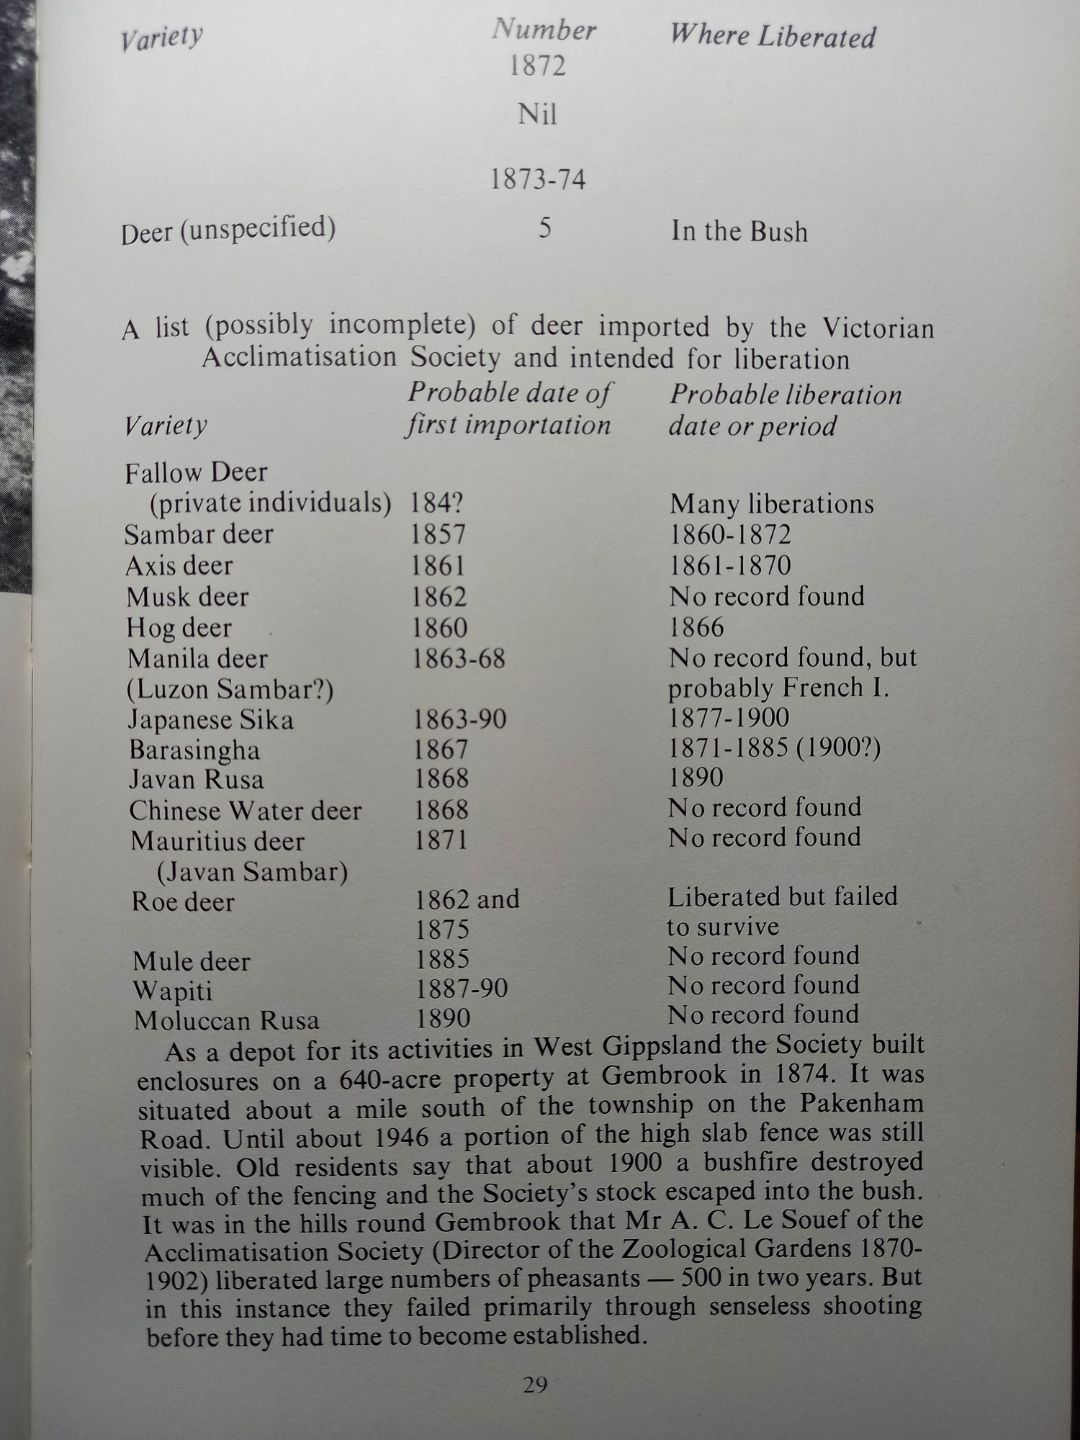 Variety Number Where Liberated
1872
Nil
1873-74
Deer (unspecified) 5 In the Bush
A list (possibly incomplete) of deer imported by the Victorian
Acclimatisation Society and intended for liberation
Probable date of Probable liberation
Variety first importation date or period
Fallow Deer
(private individuals) 184? Many liberations
Sambar deer 1857 1860-1872
Axis deer 1861 1861-1870
Musk deer 1862 No record found
Hog deer 1860 1866
Manila deer 1863-68 No record found, but
(Luzon Sambar?) probably French I.
Japanese Sika 1863-90 1877-1900
Barasingha 1867 1871-1885 (1900?)
Javan Rusa 1868 1890
Chinese Water deer 1868 No record found
Mauritius deer 1871 No record found
(Javan Sambar)
Roe deer 1862 and Liberated but failed
1875 to survive
Mule deer 1885 No record found
Wapiti 1887-90 No record found
Moluccan Rusa 1890 No record found
As a depot for its activities in West Gippsland the Society built
enclosures on a 640-acre property at Gembrook in 1874. It was
situated about a mile south of the township on the Pakenham
Road. Until about 1946 a portion of the high slab fence was still
visible. Old residents say that about 1900 a bushfire destroyed
much of the fencing and the Society's stock escaped into the bush.
It was in the hills round Gembrook that Mr A. C. Le Souef of the
Acclimatisation Society (Director of the Zoological Gardens 1870-
1902) liberated large numbers of pheasants — 500 in two years. But
in this instance they failed primarily through senseless shooting
before they had time to become established.
29